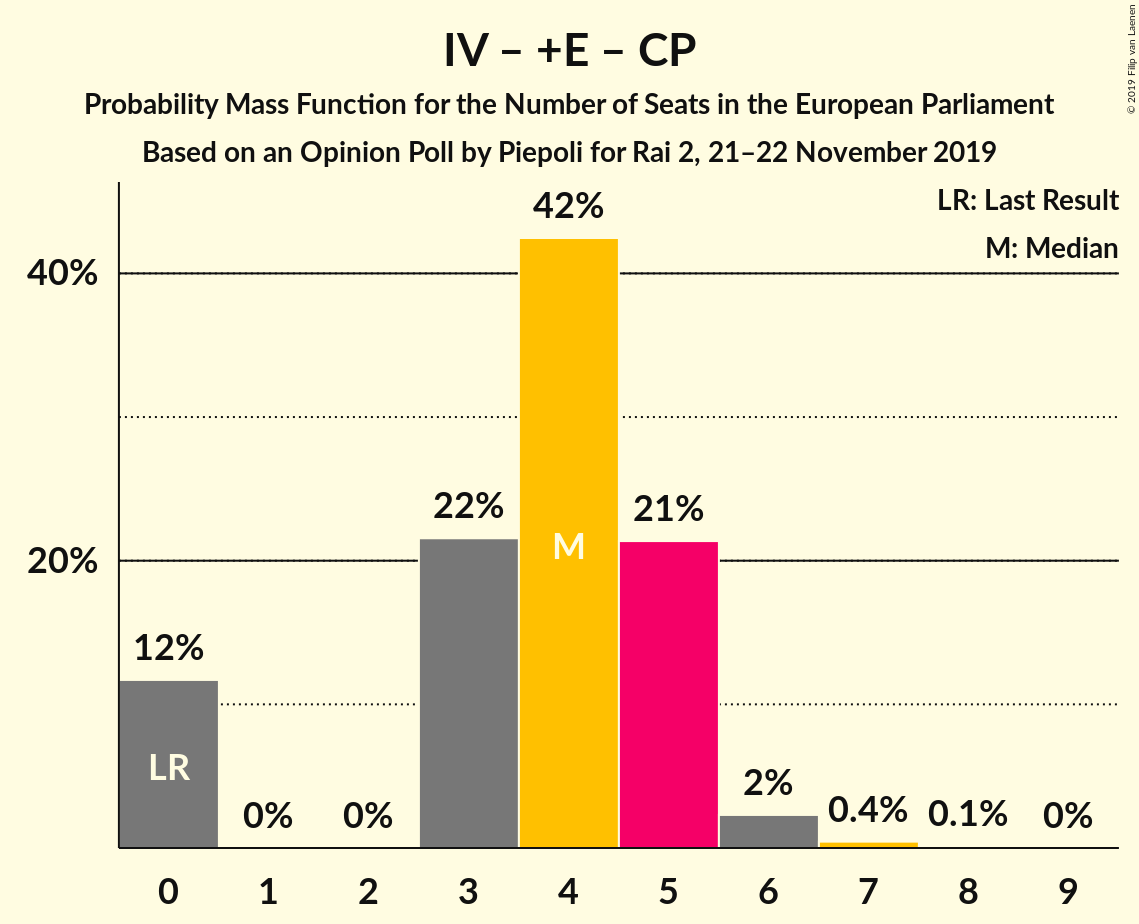 IV – +E – CP
Probability Mass Function for the Number of Seats in the European Parliament
Based on an Opinion Poll by Piepoli for Rai 2, 21–22 November 2019
© 2019 Filip van Laenen
LR: Last Result
M: Median
42%
40%
22%
21%
M
20%
12%
LR
0%
0%
2%
0.4%
0.1%
0%
0 1 2 3 4 5 6 7 8 9